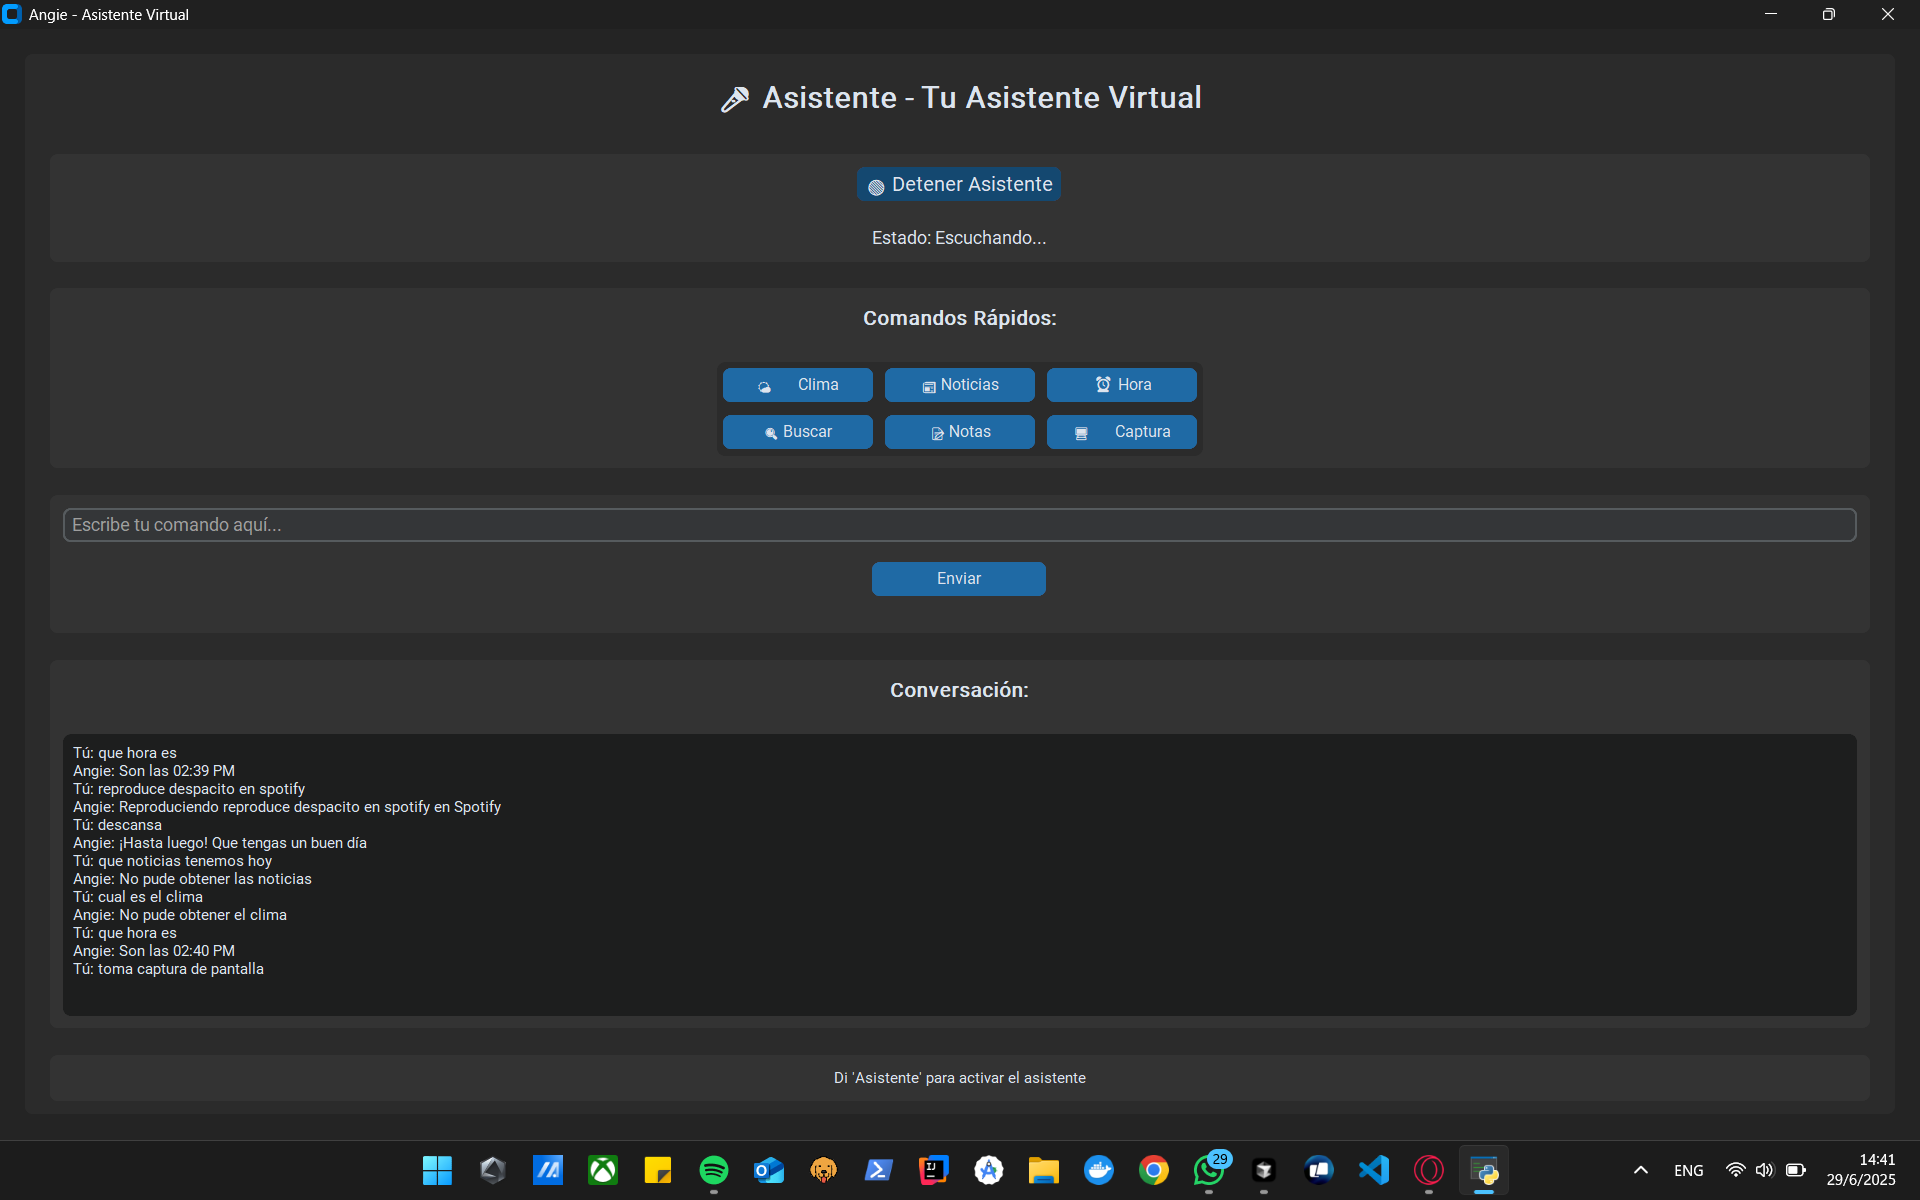 Angie - Asistente Virtual
Asistente - Tu Asistente Virtual
Detener Asistente
Estado: Escuchando...
Comandos Rápidos:
Clima Noticias Hora
Buscar Notas Captura
Escribe tu comando aquí...
Enviar
Conversación:
Tú: que hora es
Angie: Son las 02:39 PM
Tú: reproduce despacito en spotify
Angie: Reproduciendo reproduce despacito en spotify en Spotify
Tú: descansa
Angie: ¡Hasta luego! Que tengas un buen día
Tú: que noticias tenemos hoy
Angie: No pude obtener las noticias
Tú: cual es el clima
Angie: No pude obtener el clima
Tú: que hora es
Angie: Son las 02:40 PM
Tú: toma captura de pantalla
Di 'Asistente' para activar el asistente
29
IJ
ENG
14:41
29/6/2025